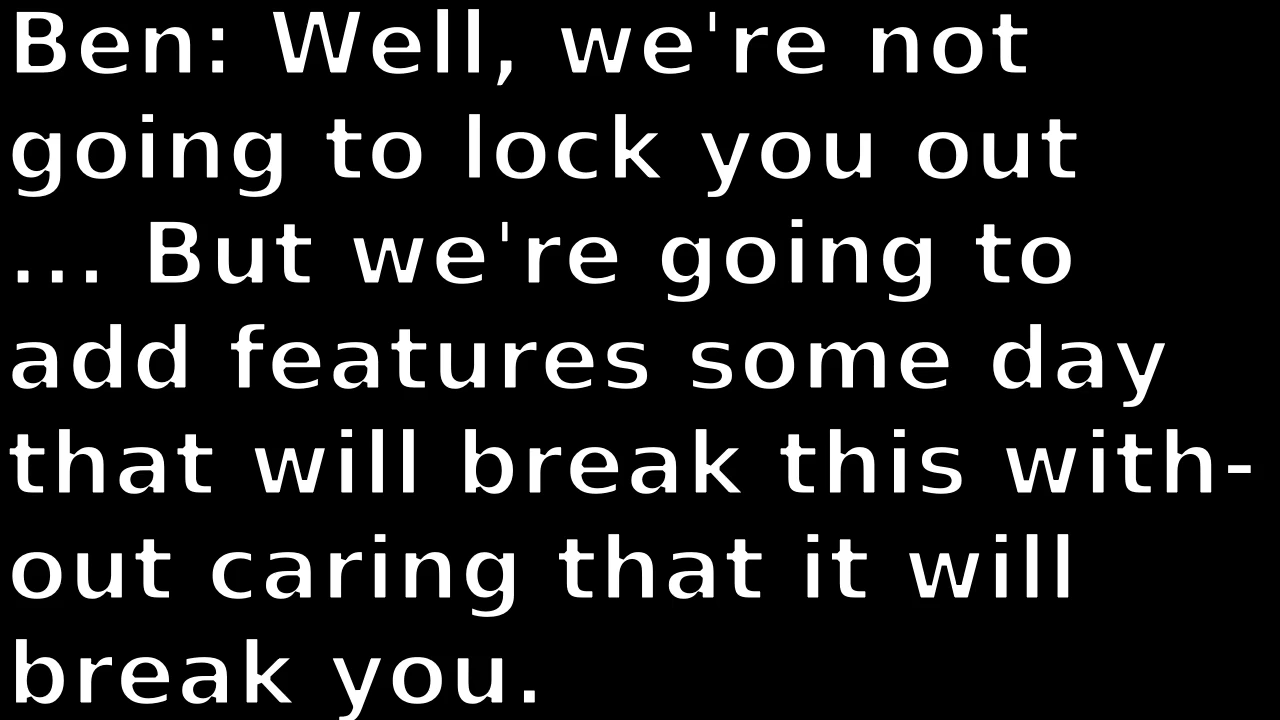 Ben: Well, we're not
going to lock you out
... But we're going to
add features some day
that will break this with-
out caring that it will
break you.